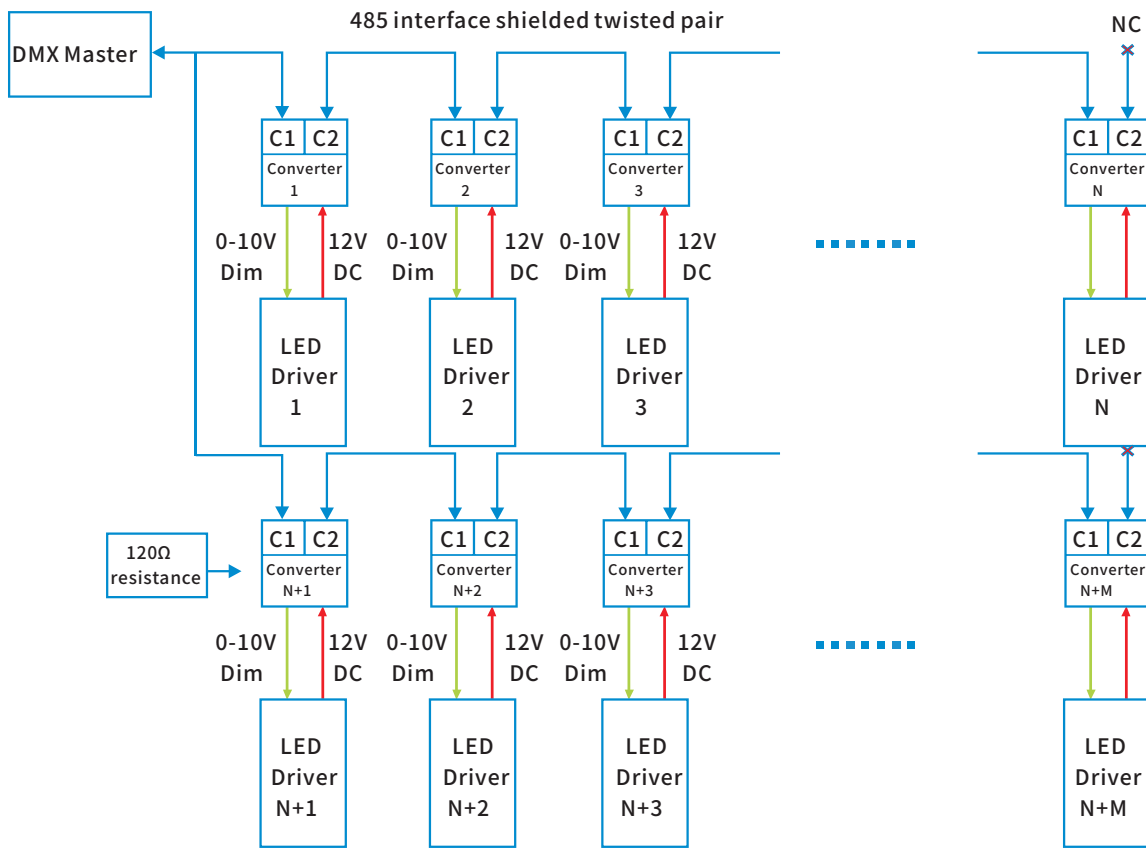 485 interface shielded twisted pair
NC
DMX Master
C1 C2
C1 C2
C1 C2
C1 C2
Converter
1
Converter
2
Converter
3
Converter
N
0-10V
Dim
12V
DC
0-10V
Dim
12V
DC
0-10V
Dim
12V
DC
LED
Driver
1
LED
Driver
2
LED
Driver
3
LED
Driver
N
120Ω
resistance
C1 C2
C1 C2
C1 C2
C1 C2
Converter
N+1
Converter
N+2
Converter
N+3
Converter
N+M
0-10V
Dim
12V
DC
0-10V
Dim
12V
DC
0-10V
Dim
12V
DC
LED
Driver
N+1
LED
Driver
N+2
LED
Driver
N+3
LED
Driver
N+M